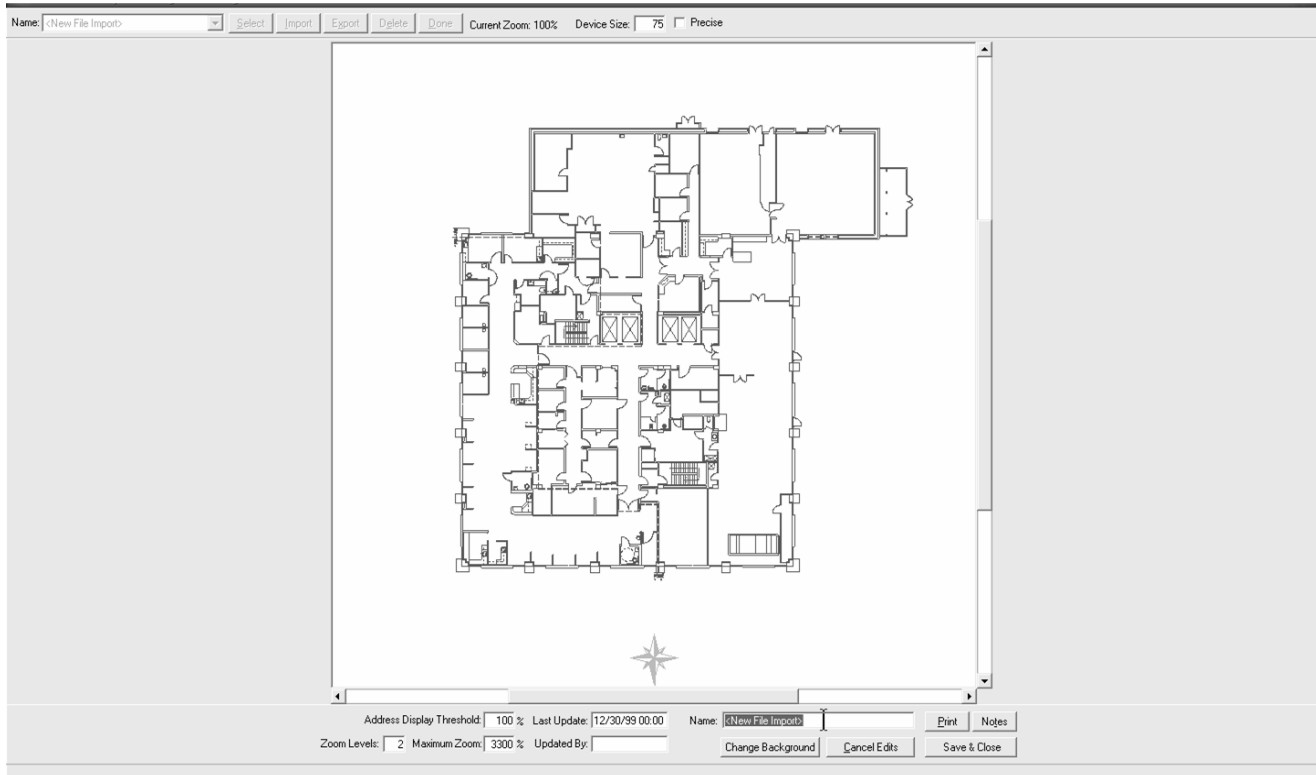 Name: <New File Import> Select Import Export Delete Done Current Zoom: 100% Device Size: 75 Precise
Address Display Threshold: 100 % Last Update: 12/30/99 00:00 Name: <New File Import> Print Notes
Zoom Levels: 2 Maximum Zoom: 3300 % Updated By: Change Background Cancel Edits Save & Close